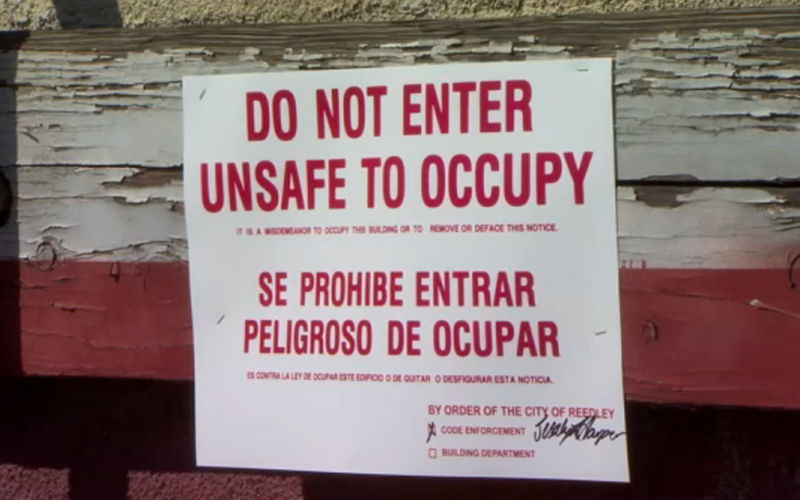 DO NOT ENTER
UNSAFE TO OCCUPY
IT IS A MISDEMEANOR TO OCCUPY THIS BUILDING OR TO REMOVE OR DEFACE THIS NOTICE.
SE PROHIBE ENTRAR
PELIGROSO DE OCUPAR
ES CONTRA LA LEY DE OCUPAR ESTE EDIFICIO O DE QUITAR O DESFIGURAR ESTA NOTICIA.
BY ORDER OF THE CITY OF REEDLEY
CODE ENFORCEMENT
BUILDING DEPARTMENT